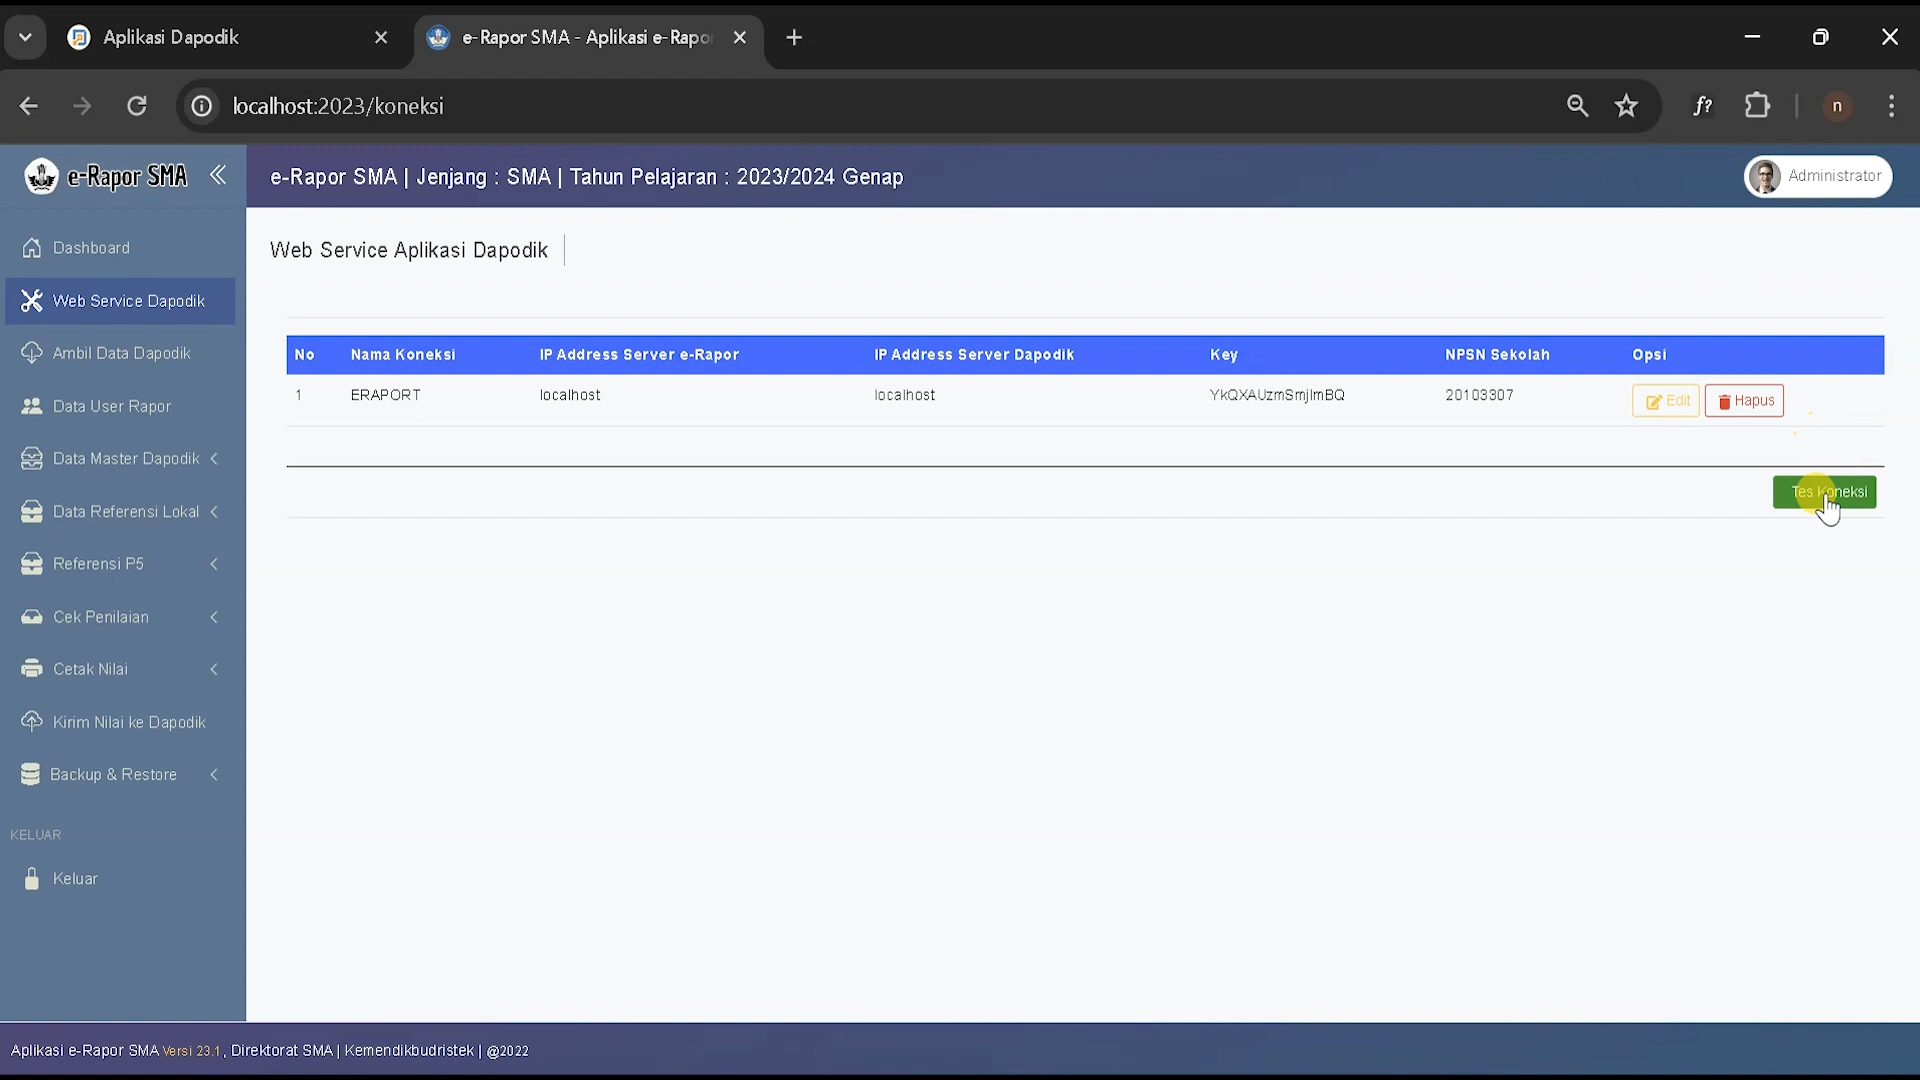 Aplikasi Dapodik
e-Rapor SMA - Aplikasi e-Rapo
localhost:2023/koneksi
f?
n
e-Rapor SMA
e-Rapor SMA | Jenjang : SMA | Tahun Pelajaran : 2023/2024 Genap
Administrator
Dashboard
Web Service Dapodik
Ambil Data Dapodik
Data User Rapor
Data Master Dapodik
Data Referensi Lokal
Referensi P5
Cek Penilaian
Cetak Nilai
Kirim Nilai ke Dapodik
Backup & Restore
KELUAR
Keluar
Web Service Aplikasi Dapodik
No Nama Koneksi IP Address Server e-Rapor IP Address Server Dapodik Key NPSN Sekolah Opsi
1 ERAPORT localhost localhost YkQXAUzmSmjImBQ 20103307 Edit Hapus
Tes Koneksi
Aplikasi e-Rapor SMA Versi 23.1, Direktorat SMA | Kemendikbudristek | @2022